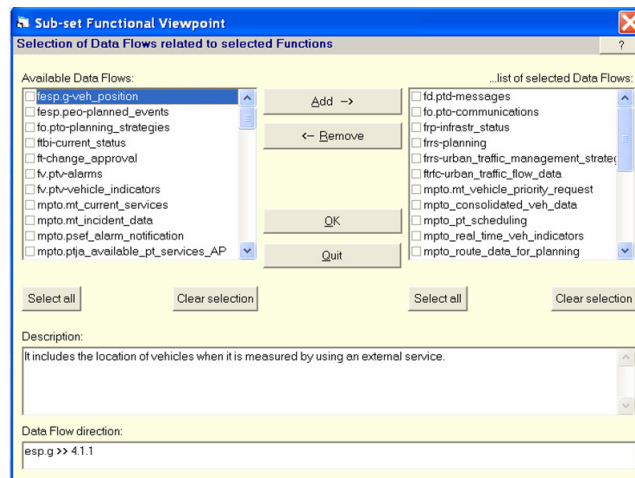 Sub-set Functional Viewpoint
Selection of Data Flows related to selected Functions
?
Available Data Flows:
...list of selected Data Flows:
fesp.g-veh_position
fesp.peo-planned_events
fo.pto-planning_strategies
ftbi-current_status
ft-change_approval
fv.ptv-alarms
fv.ptv-vehicle_indicators
mpto.mt_current_services
mpto.mt_incident_data
mpto.psef_alarm_notification
mpto.ptja_available_pt_services_AP
Add ->
<- Remove
OK
Quit
fd.ptd-messages
fo.pto-communications
frp-infrastr_status
frrs-planning
frrs-urban_traffic_management_strateg
ftrfc-urban_traffic_flow_data
mpto.mt_vehicle_priority_request
mpto_consolidated_veh_data
mpto_pt_scheduling
mpto_real_time_veh_indicators
mpto_route_data_for_planning
Select all
Clear selection
Select all
Clear selection
Description:
It includes the location of vehicles when it is measured by using an external service.
Data Flow direction:
esp.g >> 4.1.1